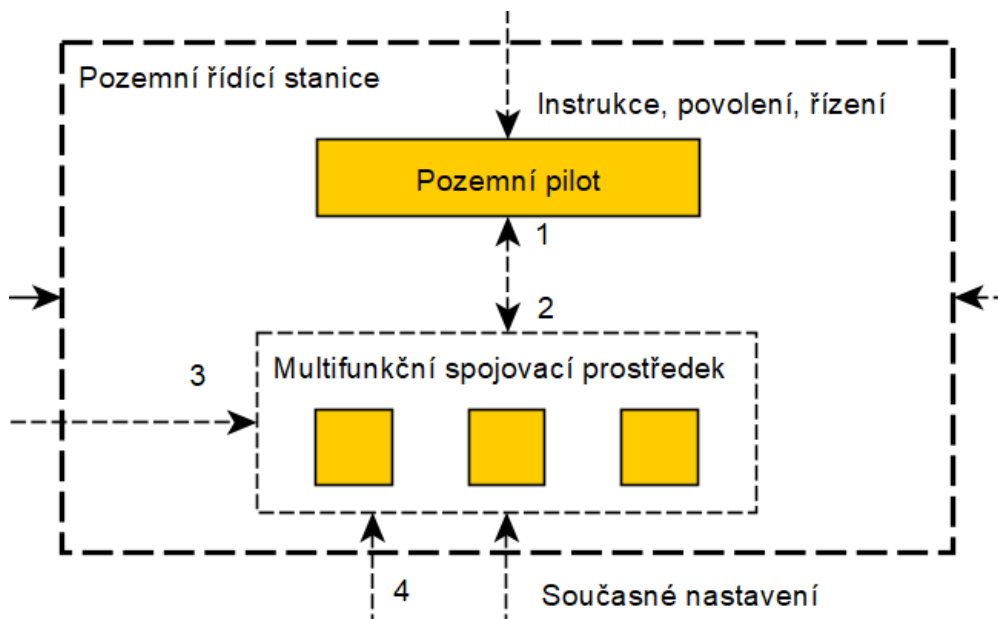 Pozemní řídící stanice
Instrukce, povolení, řízení
Pozemní pilot
1
2
Multifunkční spojovací prostředek
3
4
Současné nastavení